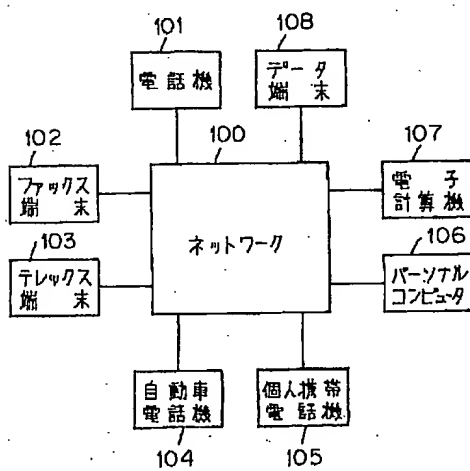 101
電話機
108
データ
端末
102
ファックス
端末
100
ネットワーク
107
電子
計算機
103
テレックス
端末
106
パーソナル
コンピュータ
自動車
電話機
104
個人携帯
電話機
105